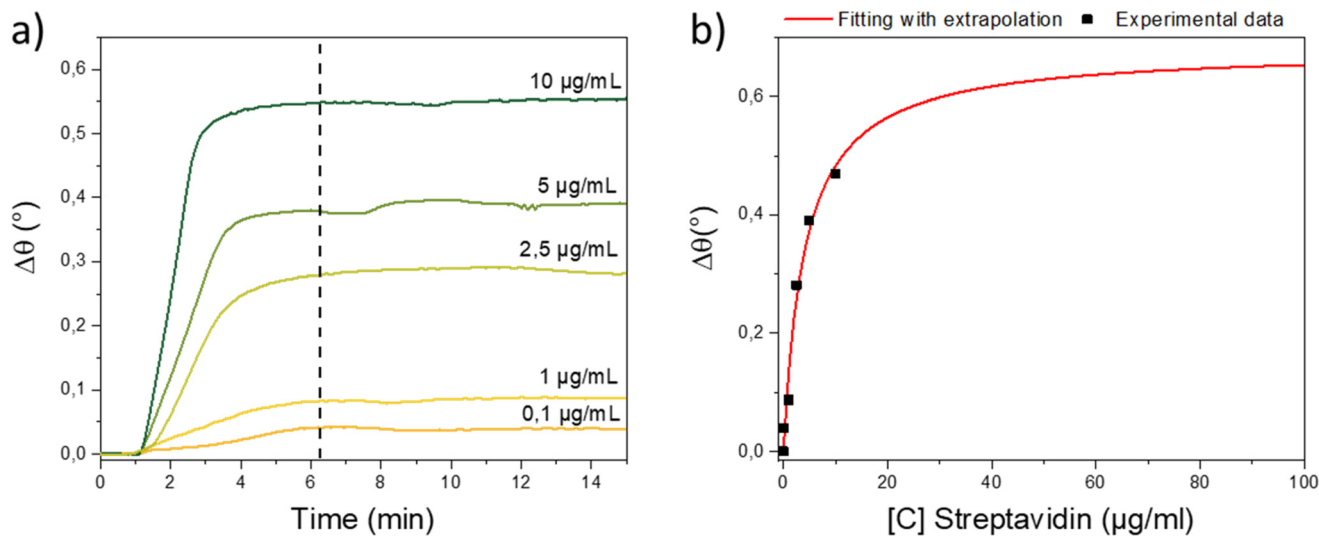 a)
0,6
0,5
0,4
0,3
0,2
0,1
0,0
Δθ (°)
10 µg/mL
5 µg/mL
2,5 µg/mL
1 µg/mL
0,1 µg/mL
0 2 4 6 8 10 12 14
Time (min)
b)
Fitting with extrapolation Experimental data
0,6
0,4
0,2
0,0
Δθ(°)
0 20 40 60 80 100
[C] Streptavidin (µg/ml)